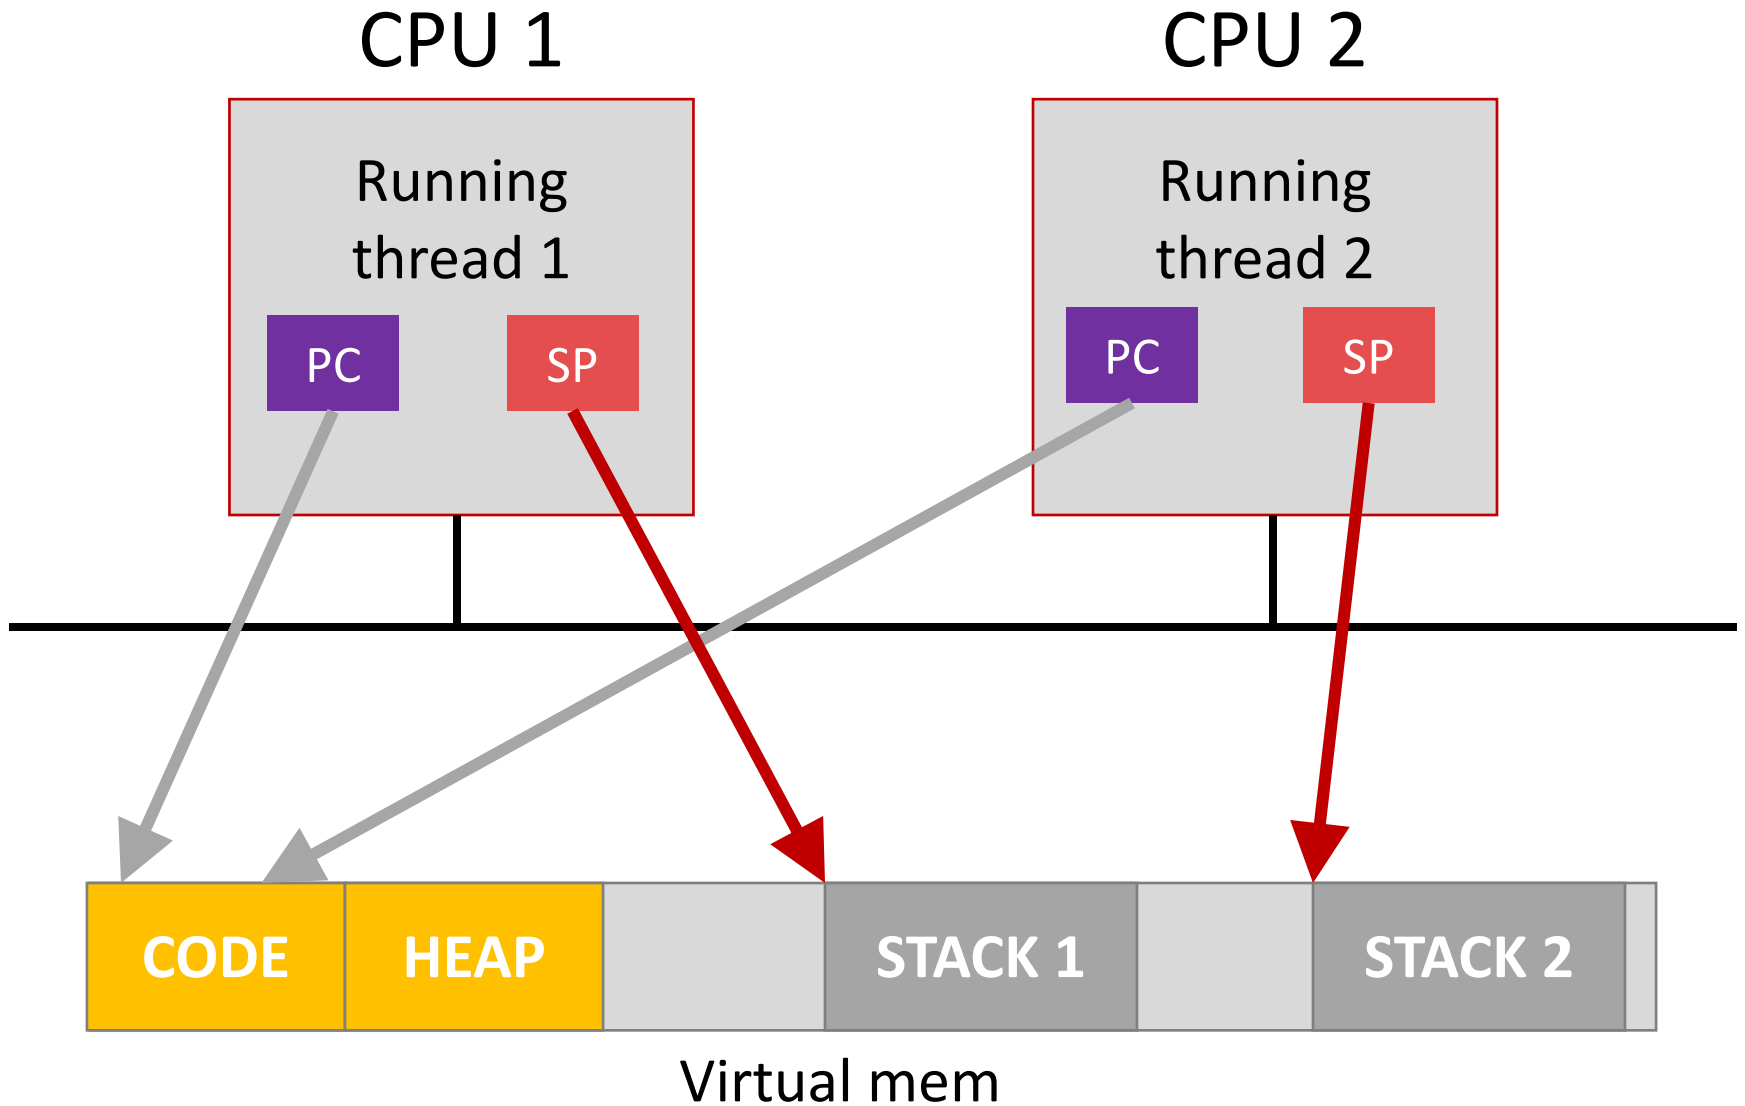 CPU 1
CPU 2
Running
thread 1
PC
SP
Running
thread 2
PC
SP
CODE
HEAP
STACK 1
STACK 2
Virtual mem